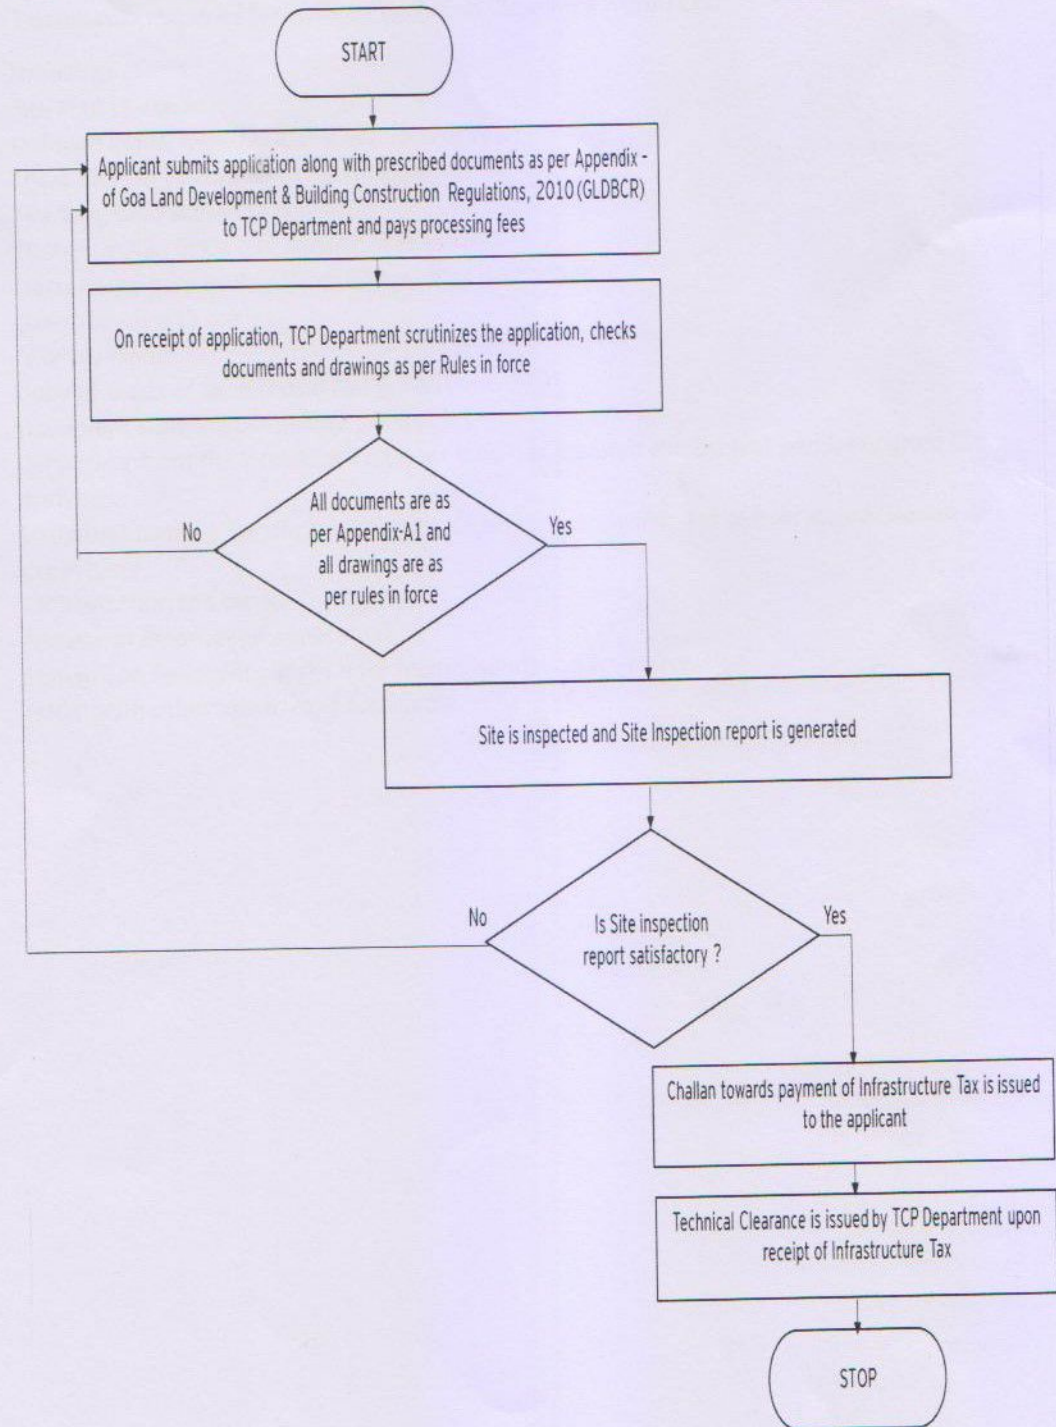 START
Applicant submits application along with prescribed documents as per Appendix -
of Goa Land Development & Building Construction Regulations, 2010 (GLDBCR)
to TCP Department and pays processing fees
On receipt of application, TCP Department scrutinizes the application, checks
documents and drawings as per Rules in force
All documents are as
per Appendix-A1 and
all drawings are as
per rules in force
No
Yes
Site is inspected and Site Inspection report is generated
Is Site inspection
report satisfactory ?
No
Yes
Challan towards payment of Infrastructure Tax is issued
to the applicant
Technical Clearance is issued by TCP Department upon
receipt of Infrastructure Tax
STOP